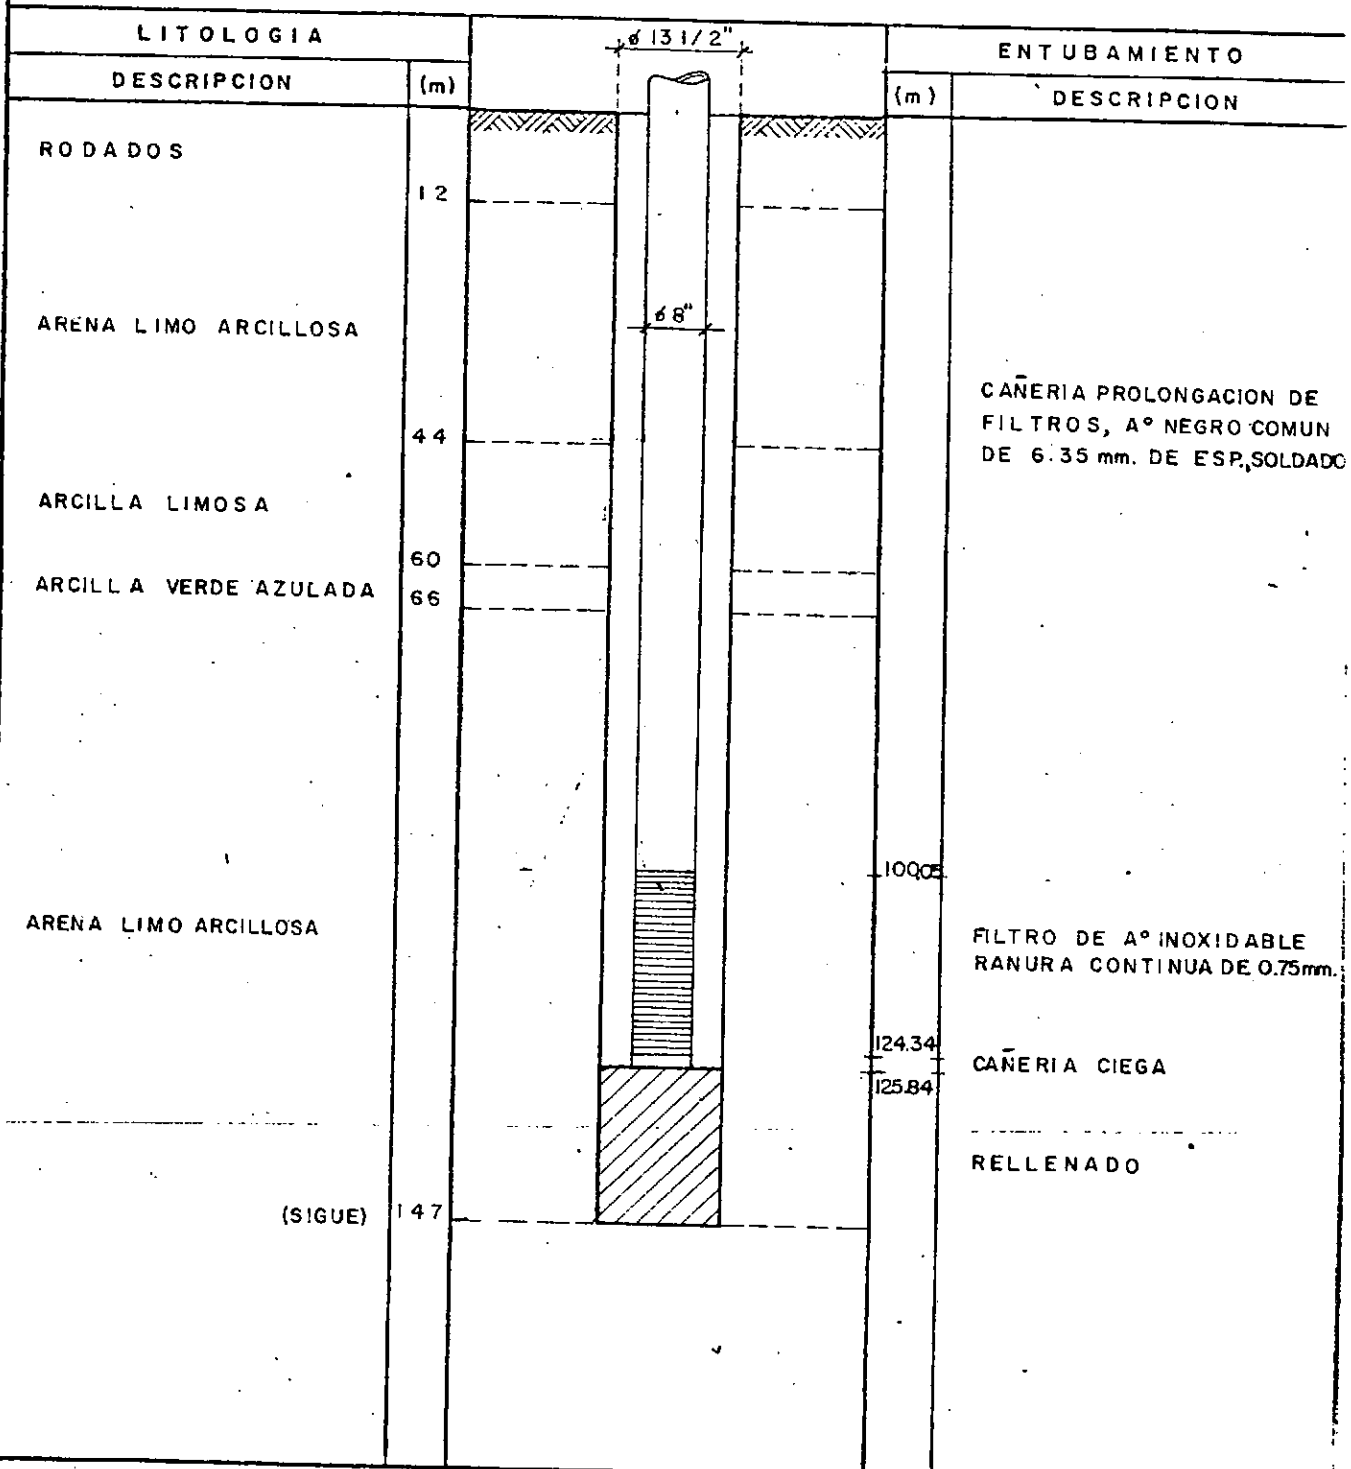 LITOLOGIA
DESCRIPCION
(m)
ø 13 1/2"
ENTUBAMIENTO
(m)
DESCRIPCION
RODADOS
12
ARENA LIMO ARCILLOSA
ø 8"
CAÑERIA PROLONGACION DE
FILTROS, Aº NEGRO COMUN
DE 6.35 mm. DE ESP., SOLDADO
44
ARCILLA LIMOSA
60
ARCILLA VERDE AZULADA
66
100.05
ARENA LIMO ARCILLOSA
FILTRO DE Aº INOXIDABLE
RANURA CONTINUA DE 0.75 mm.
124.34
CAÑERIA CIEGA
125.84
RELLENADO
(SIGUE)
147